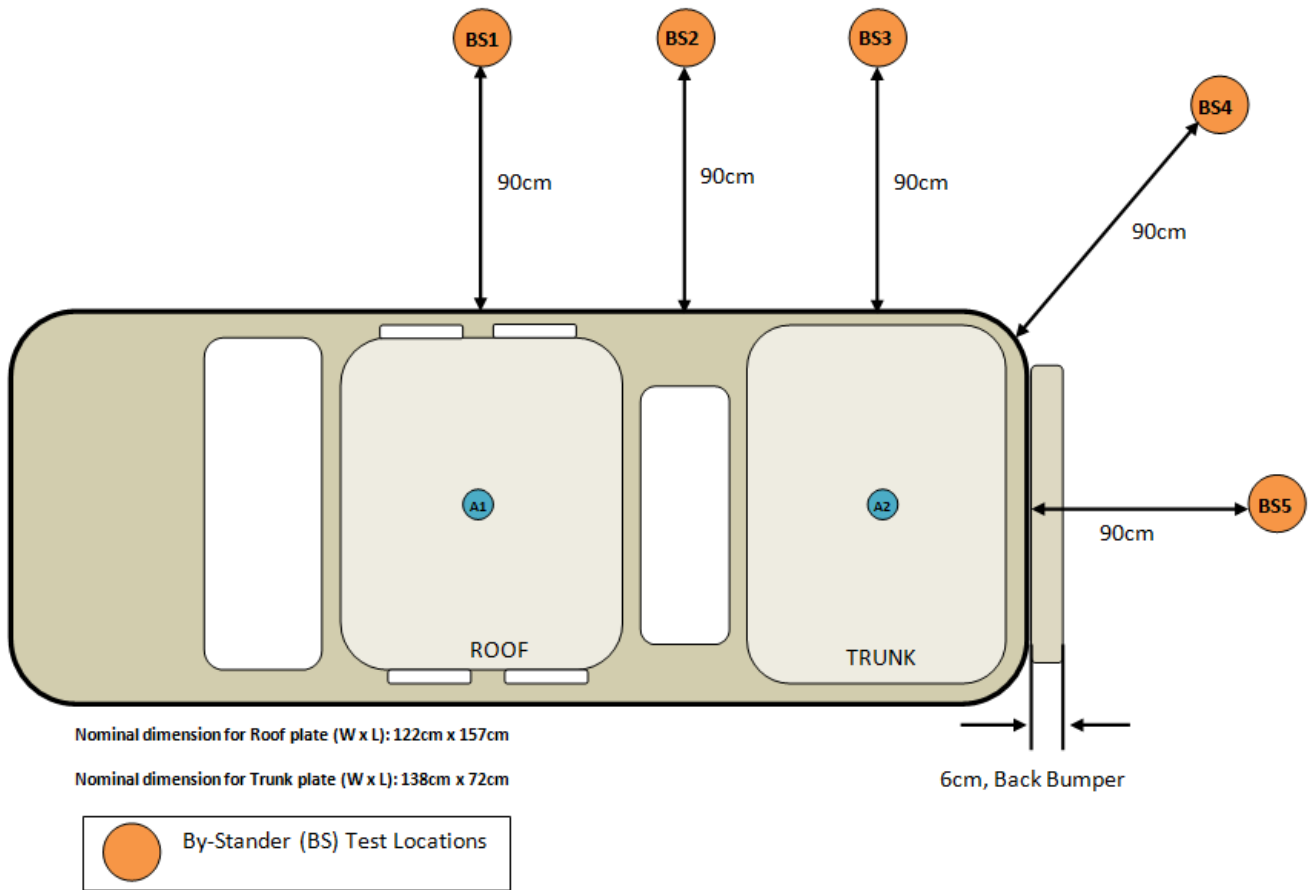 BS1
BS2
BS3
BS4
90cm
90cm
90cm
90cm
A1
A2
BS5
90cm
ROOF
TRUNK
Nominal dimension for Roof plate (W x L): 122cm x 157cm
Nominal dimension for Trunk plate (W x L): 138cm x 72cm
6cm, Back Bumper
By-Stander (BS) Test Locations